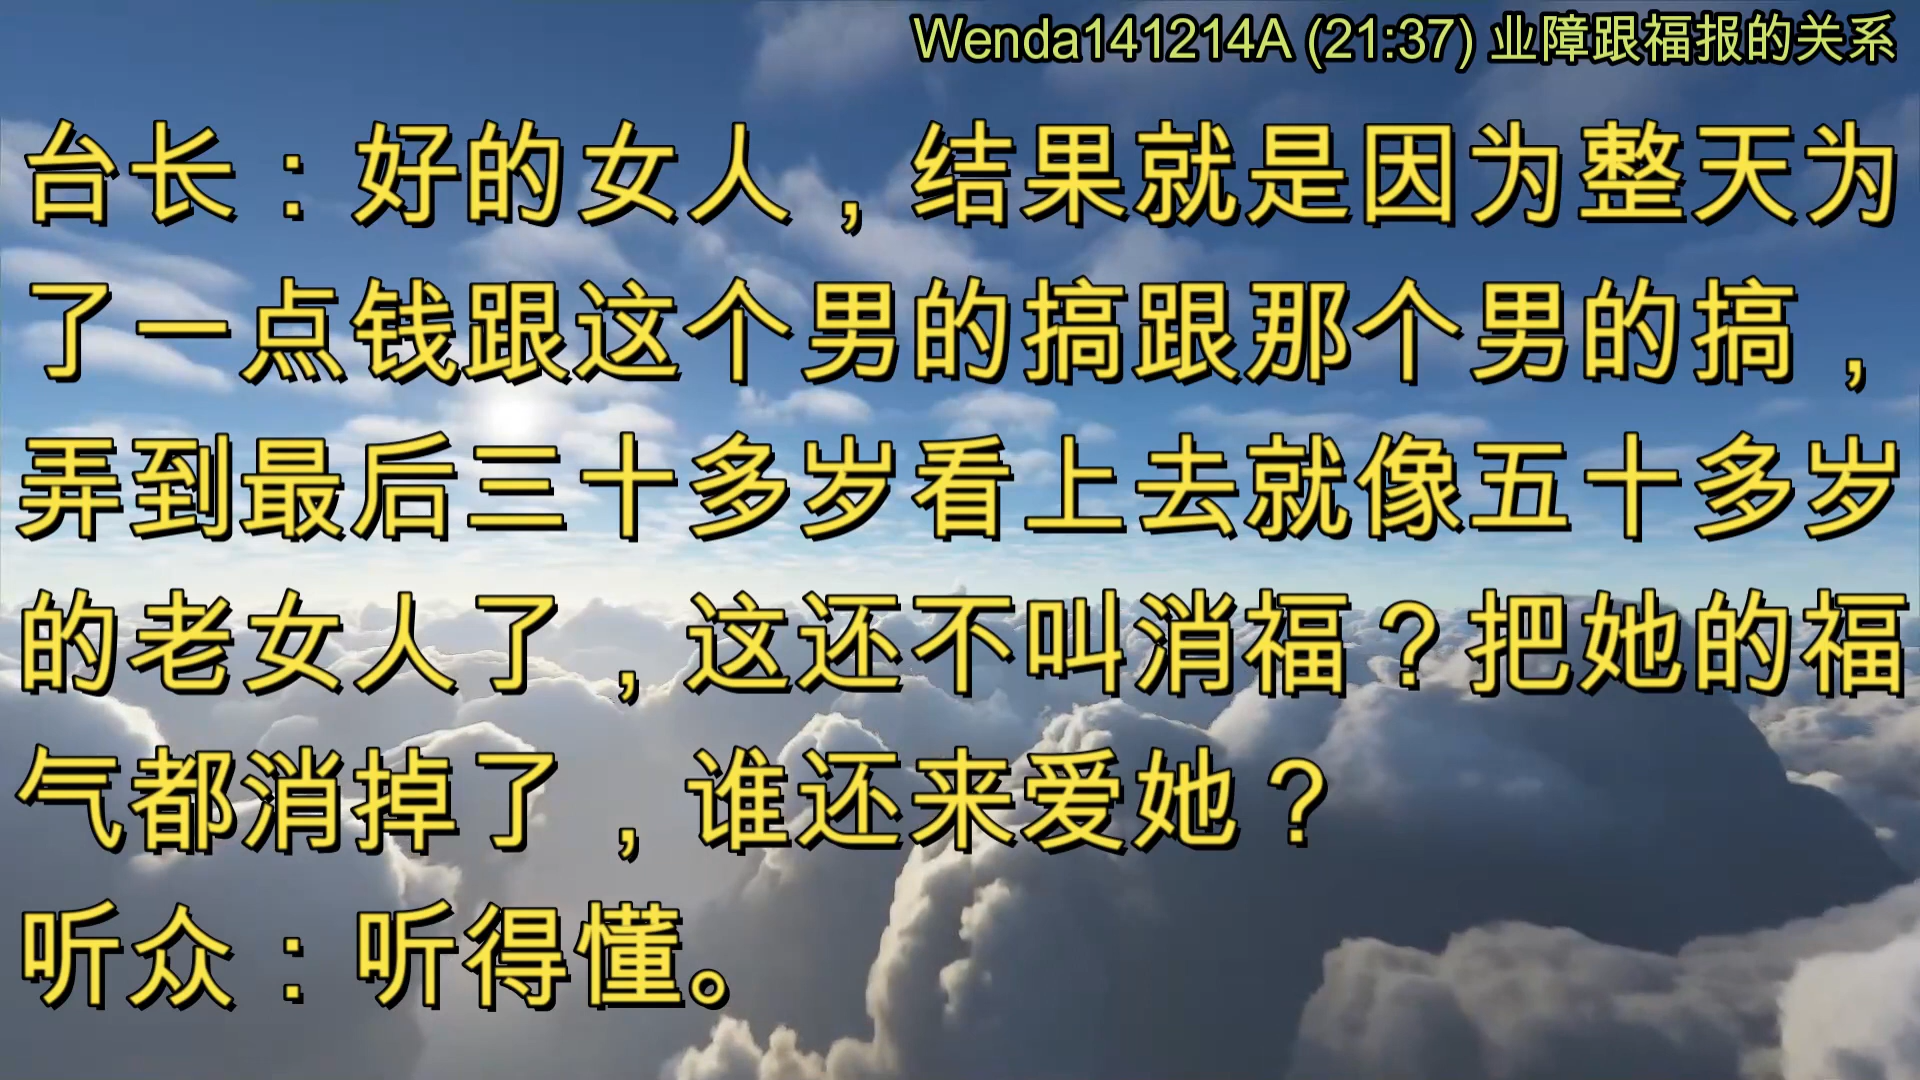 Wenda141214A (21:37) 业障跟福报的关系
台长：好的女人，结果就是因为整天为
了一点钱跟这个男的搞跟那个男的搞，
弄到最后三十多岁看上去就像五十多岁
的老女人了，这还不叫消福？把她的福
气都消掉了，谁还来爱她？
听众：听得懂。